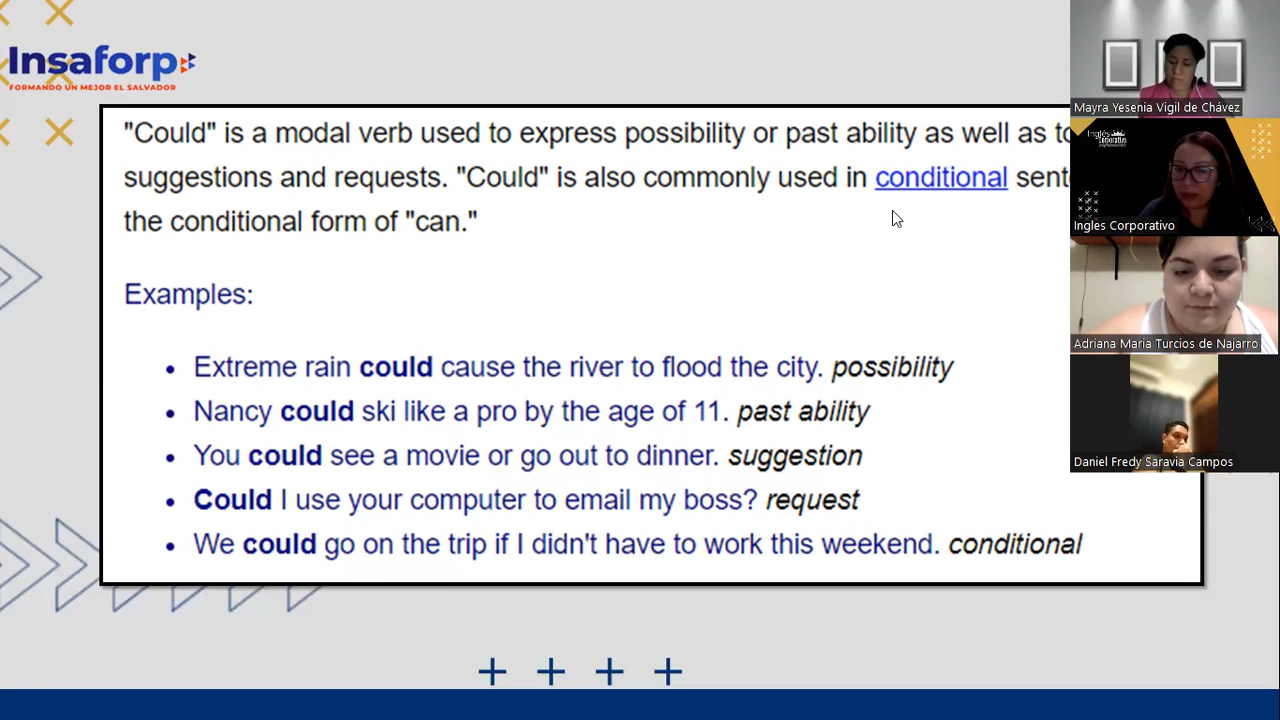 Insaforp
FORMANDO UN MEJOR EL SALVADOR
"Could" is a modal verb used to express possibility or past ability as well as to
suggestions and requests. "Could" is also commonly used in conditional
the conditional form of "can."
Examples:
• Extreme rain could cause the river to flood the city. possibility
• Nancy could ski like a pro by the age of 11. past ability
• You could see a movie or go out to dinner. suggestion
• Could I use your computer to email my boss? request
• We could go on the trip if I didn't have to work this weekend. conditional
Mayra Yesenia Vigil de Chávez
Inglés
Corporativo
Ingles Corporativo
Adriana Maria Turcios de Najarro
Daniel Fredy Saravia Campos